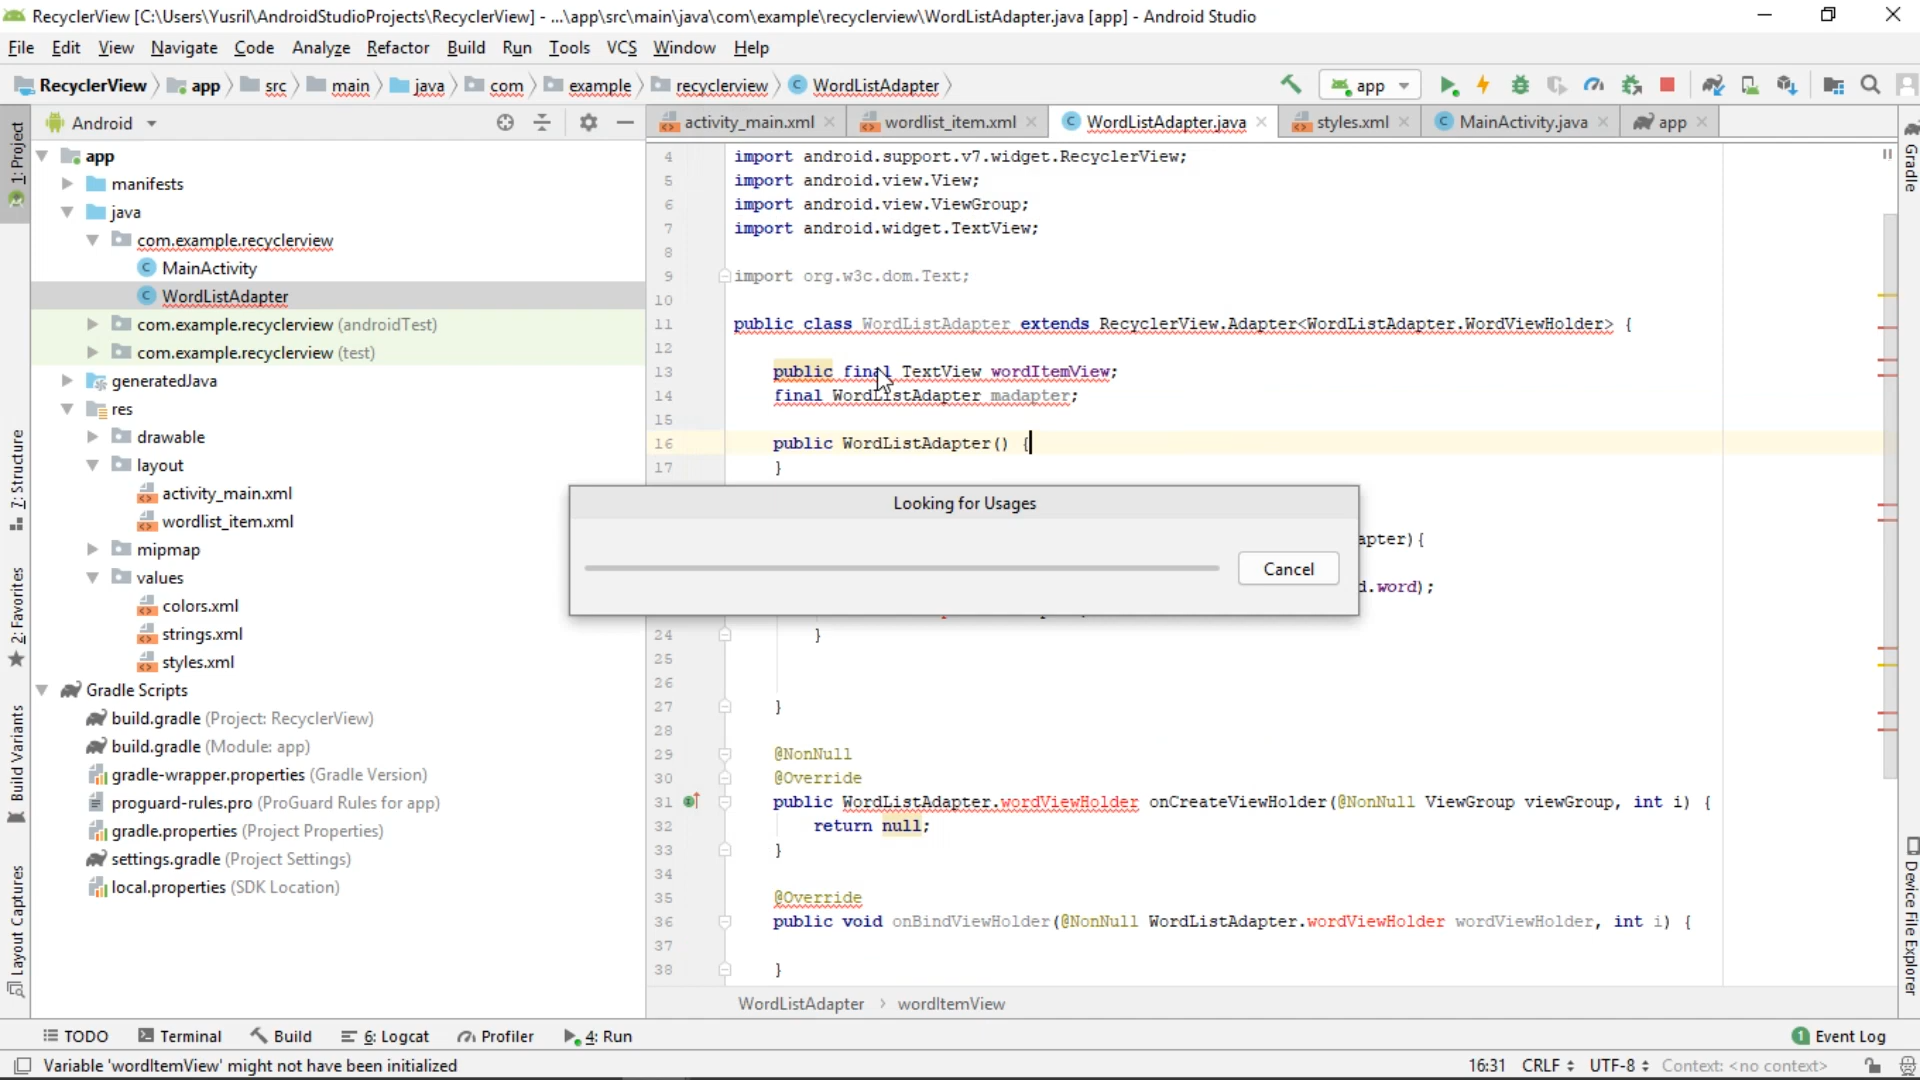 RecyclerView [C:\Users\Yusril\AndroidStudioProjects\RecyclerView] - ...\app\src\main\java\com\example\recyclerview\WordListAdapter.java [app] - Android Studio
File Edit View Navigate Code Analyze Refactor Build Run Tools VCS Window Help
RecyclerView app src main java com example recyclerview WordListAdapter
app
Android
activity_main.xml wordlist_item.xml WordListAdapter.java styles.xml MainActivity.java app
1: Project
7: Structure
2: Favorites
Build Variants
Layout Captures
app
manifests
java
com.example.recyclerview
MainActivity
WordListAdapter
com.example.recyclerview (androidTest)
com.example.recyclerview (test)
generatedJava
res
drawable
layout
activity_main.xml
wordlist_item.xml
mipmap
values
colors.xml
strings.xml
styles.xml
Gradle Scripts
build.gradle (Project: RecyclerView)
build.gradle (Module: app)
gradle-wrapper.properties (Gradle Version)
proguard-rules.pro (ProGuard Rules for app)
gradle.properties (Project Properties)
settings.gradle (Project Settings)
local.properties (SDK Location)
4 import android.support.v7.widget.RecyclerView;
5 import android.view.View;
6 import android.view.ViewGroup;
7 import android.widget.TextView;
8
9 import org.w3c.dom.Text;
10
11 public class WordListAdapter extends RecyclerView.Adapter<WordListAdapter.WordViewHolder> {
12
13 public final TextView wordItemView;
14 final WordListAdapter madapter;
15
16 public WordListAdapter() {
17 }
Looking for Usages
apter){
Cancel
d.word);
24 }
25
26
27 }
28
29 @NonNull
30 @Override
31 public WordListAdapter.wordViewHolder onCreateViewHolder(@NonNull ViewGroup viewGroup, int i) {
32 return null;
33 }
34
35 @Override
36 public void onBindViewHolder(@NonNull WordListAdapter.wordViewHolder wordViewHolder, int i) {
37
38 }
WordListAdapter › wordItemView
Gradle
Device File Explorer
TODO Terminal Build 6: Logcat Profiler 4: Run
1 Event Log
Variable 'wordItemView' might not have been initialized
16:31 CRLF UTF-8 Context: <no context>